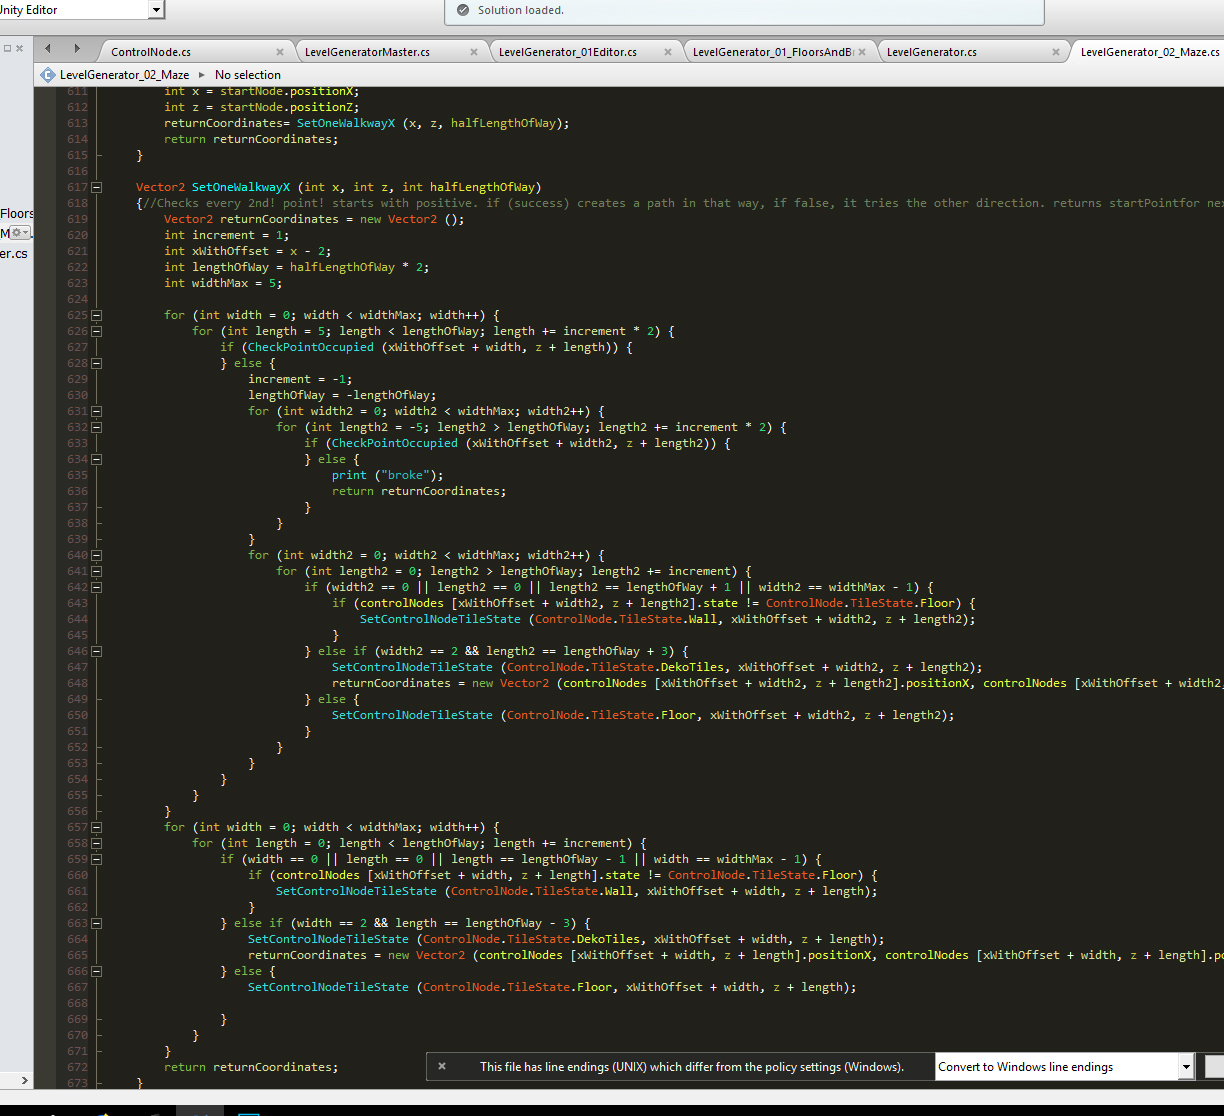 Unity Editor
Solution loaded.
ControlNode.cs
LevelGeneratorMaster.cs
LevelGenerator_01Editor.cs
LevelGenerator_01_FloorsAndB
LevelGenerator.cs
LevelGenerator_02_Maze.cs
LevelGenerator_02_Maze
No selection
Floors
M
er.cs
611 int x = startNode.positionX;
612 int z = startNode.positionZ;
613 returnCoordinates= SetOneWalkwayX (x, z, halfLengthOfWay);
614 return returnCoordinates;
615 }
616
617 Vector2 SetOneWalkwayX (int x, int z, int halfLengthOfWay)
618 {//Checks every 2nd! point! starts with positive. if (success) creates a path in that way, if false, it tries the other direction. returns startPointfor nex
619 Vector2 returnCoordinates = new Vector2 ();
620 int increment = 1;
621 int xWithOffset = x - 2;
622 int lengthOfWay = halfLengthOfWay * 2;
623 int widthMax = 5;
624
625 for (int width = 0; width < widthMax; width++) {
626 for (int length = 5; length < lengthOfWay; length += increment * 2) {
627 if (CheckPointOccupied (xWithOffset + width, z + length)) {
628 } else {
629 increment = -1;
630 lengthOfWay = -lengthOfWay;
631 for (int width2 = 0; width2 < widthMax; width2++) {
632 for (int length2 = -5; length2 > lengthOfWay; length2 += increment * 2) {
633 if (CheckPointOccupied (xWithOffset + width2, z + length2)) {
634 } else {
635 print ("broke");
636 return returnCoordinates;
637 }
638 }
639 }
640 for (int width2 = 0; width2 < widthMax; width2++) {
641 for (int length2 = 0; length2 > lengthOfWay; length2 += increment) {
642 if (width2 == 0 || length2 == 0 || length2 == lengthOfWay + 1 || width2 == widthMax - 1) {
643 if (controlNodes [xWithOffset + width2, z + length2].state != ControlNode.TileState.Floor) {
644 SetControlNodeTileState (ControlNode.TileState.Wall, xWithOffset + width2, z + length2);
645 }
646 } else if (width2 == 2 && length2 == lengthOfWay + 3) {
647 SetControlNodeTileState (ControlNode.TileState.DekoTiles, xWithOffset + width2, z + length2);
648 returnCoordinates = new Vector2 (controlNodes [xWithOffset + width2, z + length2].positionX, controlNodes [xWithOffset + width2,
649 } else {
650 SetControlNodeTileState (ControlNode.TileState.Floor, xWithOffset + width2, z + length2);
651 }
652 }
653 }
654 }
655 }
656 }
657 for (int width = 0; width < widthMax; width++) {
658 for (int length = 0; length < lengthOfWay; length += increment) {
659 if (width == 0 || length == 0 || length == lengthOfWay - 1 || width == widthMax - 1) {
660 if (controlNodes [xWithOffset + width, z + length].state != ControlNode.TileState.Floor) {
661 SetControlNodeTileState (ControlNode.TileState.Wall, xWithOffset + width, z + length);
662 }
663 } else if (width == 2 && length == lengthOfWay - 3) {
664 SetControlNodeTileState (ControlNode.TileState.DekoTiles, xWithOffset + width, z + length);
665 returnCoordinates = new Vector2 (controlNodes [xWithOffset + width, z + length].positionX, controlNodes [xWithOffset + width, z + length].po
666 } else {
667 SetControlNodeTileState (ControlNode.TileState.Floor, xWithOffset + width, z + length);
668
669 }
670 }
671 }
672 return returnCoordinates;
673 }
This file has line endings (UNIX) which differ from the policy settings (Windows).
Convert to Windows line endings